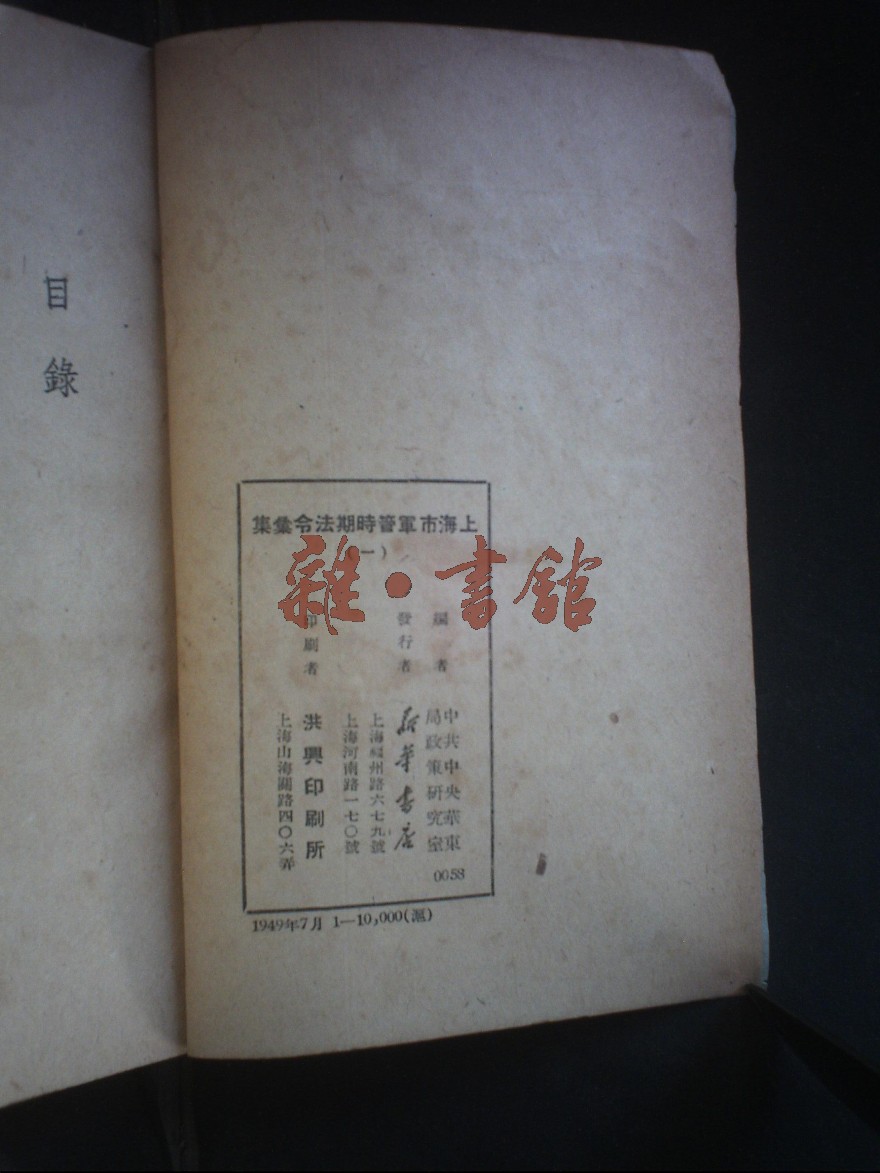 目錄
上海市軍管時期法令彙集
(一)
雜·書館
編者
中共中央華東
局政策研究室
發行者
新華書店
上海福州路六七九號
上海河南路一七〇號
印刷者
洪興印刷所
上海山海關路四〇六弄
0058
1949年7月 1—10,000(滬)